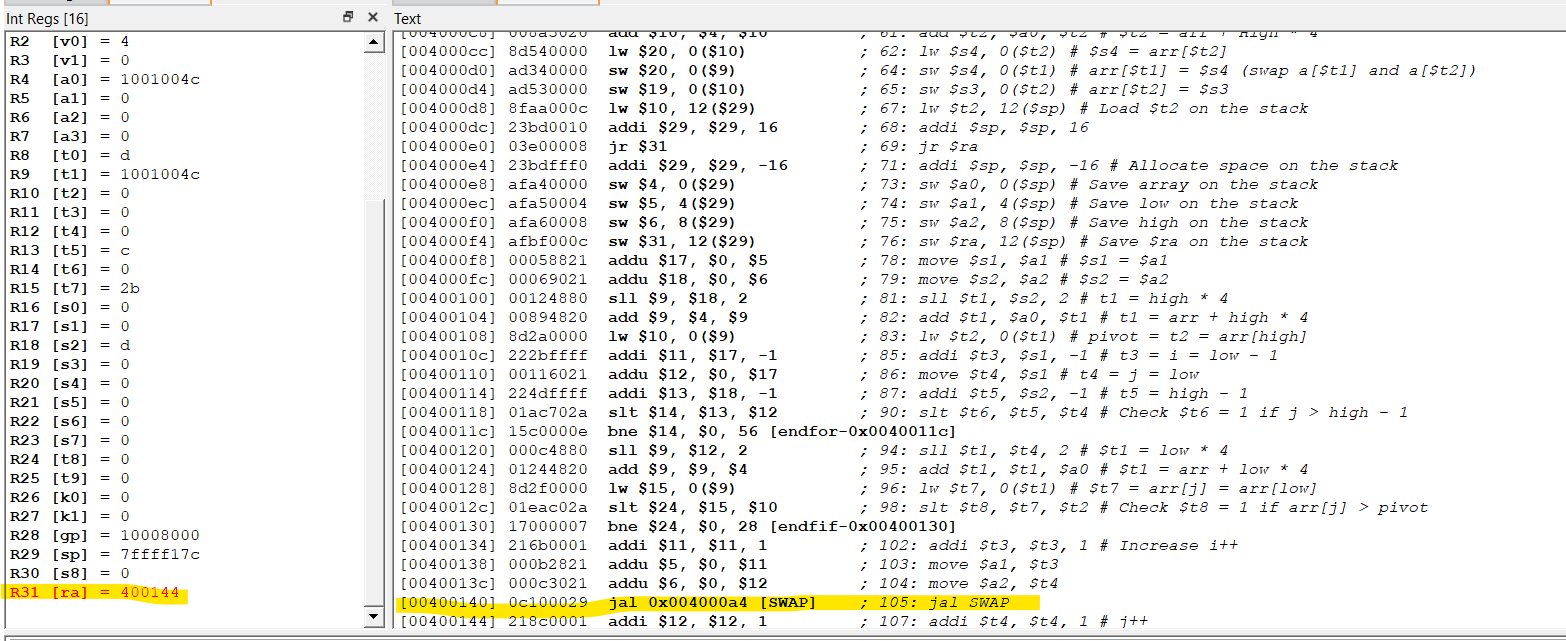 Int Regs [16]
R2 [v0] = 4
R3 [v1] = 0
R4 [a0] = 1001004c
R5 [a1] = 0
R6 [a2] = 0
R7 [a3] = 0
R8 [t0] = d
R9 [t1] = 1001004c
R10 [t2] = 0
R11 [t3] = 0
R12 [t4] = 0
R13 [t5] = c
R14 [t6] = 0
R15 [t7] = 2b
R16 [s0] = 0
R17 [s1] = 0
R18 [s2] = d
R19 [s3] = 0
R20 [s4] = 0
R21 [s5] = 0
R22 [s6] = 0
R23 [s7] = 0
R24 [t8] = 0
R25 [t9] = 0
R26 [k0] = 0
R27 [k1] = 0
R28 [gp] = 10008000
R29 [sp] = 7ffff17c
R30 [s8] = 0
R31 [ra] = 400144
Text
[004000c8] 008a5020 add $10, $4, $10 ; 61: add $t2, $a0, $t2 # $t2 = arr + high * 4
[004000cc] 8d540000 lw $20, 0($10) ; 62: lw $s4, 0($t2) # $s4 = arr[$t2]
[004000d0] ad340000 sw $20, 0($9) ; 64: sw $s4, 0($t1) # arr[$t1] = $s4 (swap a[$t1] and a[$t2])
[004000d4] ad530000 sw $19, 0($10) ; 65: sw $s3, 0($t2) # arr[$t2] = $s3
[004000d8] 8faa000c lw $10, 12($29) ; 67: lw $t2, 12($sp) # Load $t2 on the stack
[004000dc] 23bd0010 addi $29, $29, 16 ; 68: addi $sp, $sp, 16
[004000e0] 03e00008 jr $31 ; 69: jr $ra
[004000e4] 23bdfff0 addi $29, $29, -16 ; 71: addi $sp, $sp, -16 # Allocate space on the stack
[004000e8] afa40000 sw $4, 0($29) ; 73: sw $a0, 0($sp) # Save array on the stack
[004000ec] afa50004 sw $5, 4($29) ; 74: sw $a1, 4($sp) # Save low on the stack
[004000f0] afa60008 sw $6, 8($29) ; 75: sw $a2, 8($sp) # Save high on the stack
[004000f4] afbf000c sw $31, 12($29) ; 76: sw $ra, 12($sp) # Save $ra on the stack
[004000f8] 00058821 addu $17, $0, $5 ; 78: move $s1, $a1 # $s1 = $a1
[004000fc] 00069021 addu $18, $0, $6 ; 79: move $s2, $a2 # $s2 = $a2
[00400100] 00124880 sll $9, $18, 2 ; 81: sll $t1, $s2, 2 # t1 = high * 4
[00400104] 00894820 add $9, $4, $9 ; 82: add $t1, $a0, $t1 # t1 = arr + high * 4
[00400108] 8d2a0000 lw $10, 0($9) ; 83: lw $t2, 0($t1) # pivot = t2 = arr[high]
[0040010c] 222bffff addi $11, $17, -1 ; 85: addi $t3, $s1, -1 # t3 = i = low - 1
[00400110] 00116021 addu $12, $0, $17 ; 86: move $t4, $s1 # t4 = j = low
[00400114] 224dffff addi $13, $18, -1 ; 87: addi $t5, $s2, -1 # t5 = high - 1
[00400118] 01ac702a slt $14, $13, $12 ; 90: slt $t6, $t5, $t4 # Check $t6 = 1 if j > high - 1
[0040011c] 15c0000e bne $14, $0, 56 [endfor-0x0040011c]
[00400120] 000c4880 sll $9, $12, 2 ; 94: sll $t1, $t4, 2 # $t1 = low * 4
[00400124] 01244820 add $9, $9, $4 ; 95: add $t1, $t1, $a0 # $t1 = arr + low * 4
[00400128] 8d2f0000 lw $15, 0($9) ; 96: lw $t7, 0($t1) # $t7 = arr[j] = arr[low]
[0040012c] 01eac02a slt $24, $15, $10 ; 98: slt $t8, $t7, $t2 # Check $t8 = 1 if arr[j] > pivot
[00400130] 17000007 bne $24, $0, 28 [endfif-0x00400130]
[00400134] 216b0001 addi $11, $11, 1 ; 102: addi $t3, $t3, 1 # Increase i++
[00400138] 000b2821 addu $5, $0, $11 ; 103: move $a1, $t3
[0040013c] 000c3021 addu $6, $0, $12 ; 104: move $a2, $t4
[00400140] 0c100029 jal 0x004000a4 [SWAP] ; 105: jal SWAP
[00400144] 218c0001 addi $12, $12, 1 ; 107: addi $t4, $t4, 1 # j++